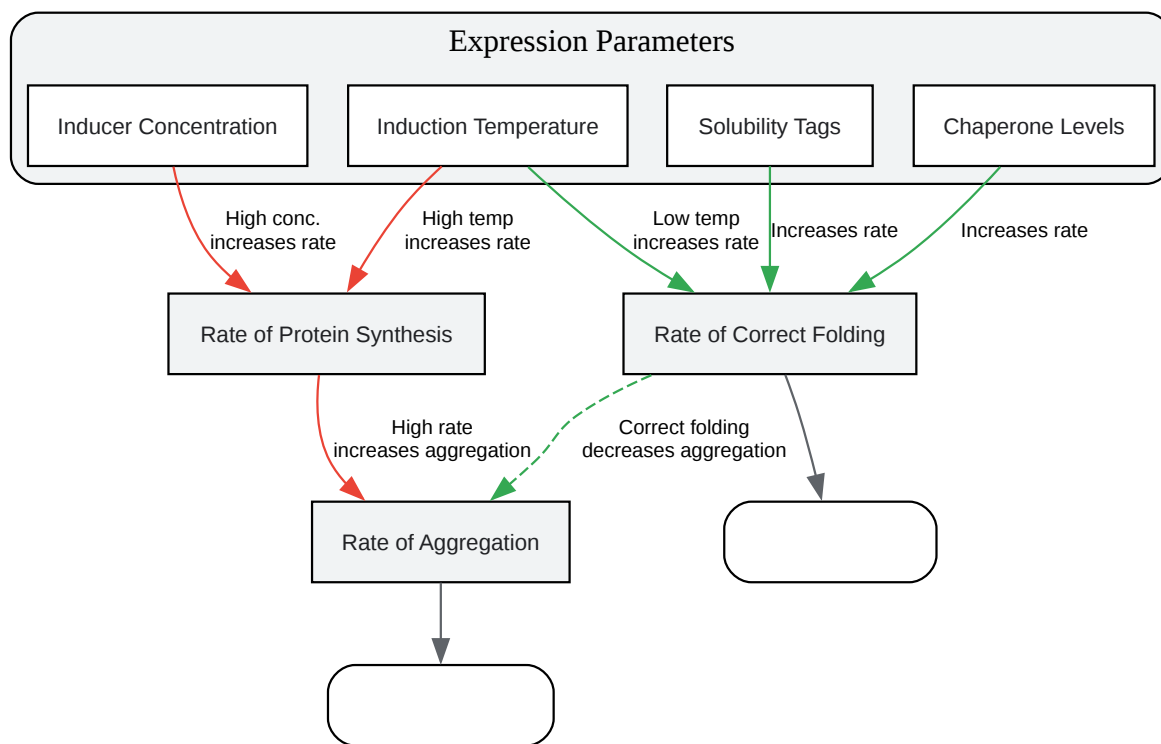 Expression Parameters
Inducer Concentration
Induction Temperature
Solubility Tags
Chaperone Levels
High conc.
increases rate
High temp
increases rate
Low temp
increases rate
Increases rate
Increases rate
Rate of Protein Synthesis
Rate of Correct Folding
High rate
increases aggregation
Correct folding
decreases aggregation
Rate of Aggregation